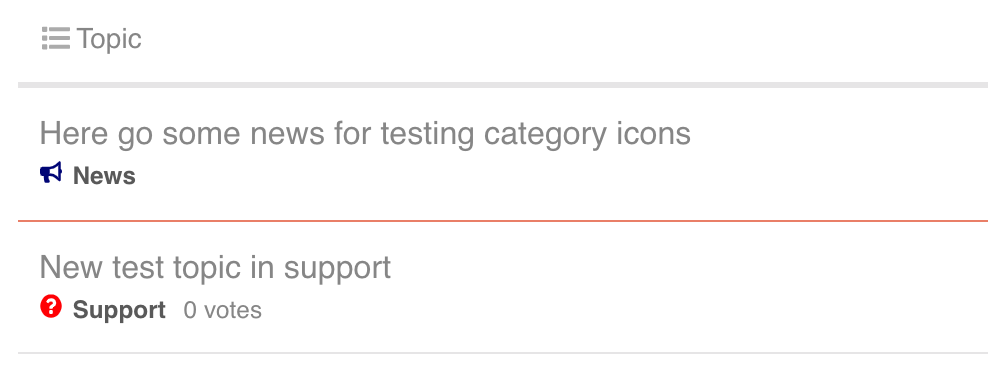 Topic
Here go some news for testing category icons
News
New test topic in support
Support 0 votes